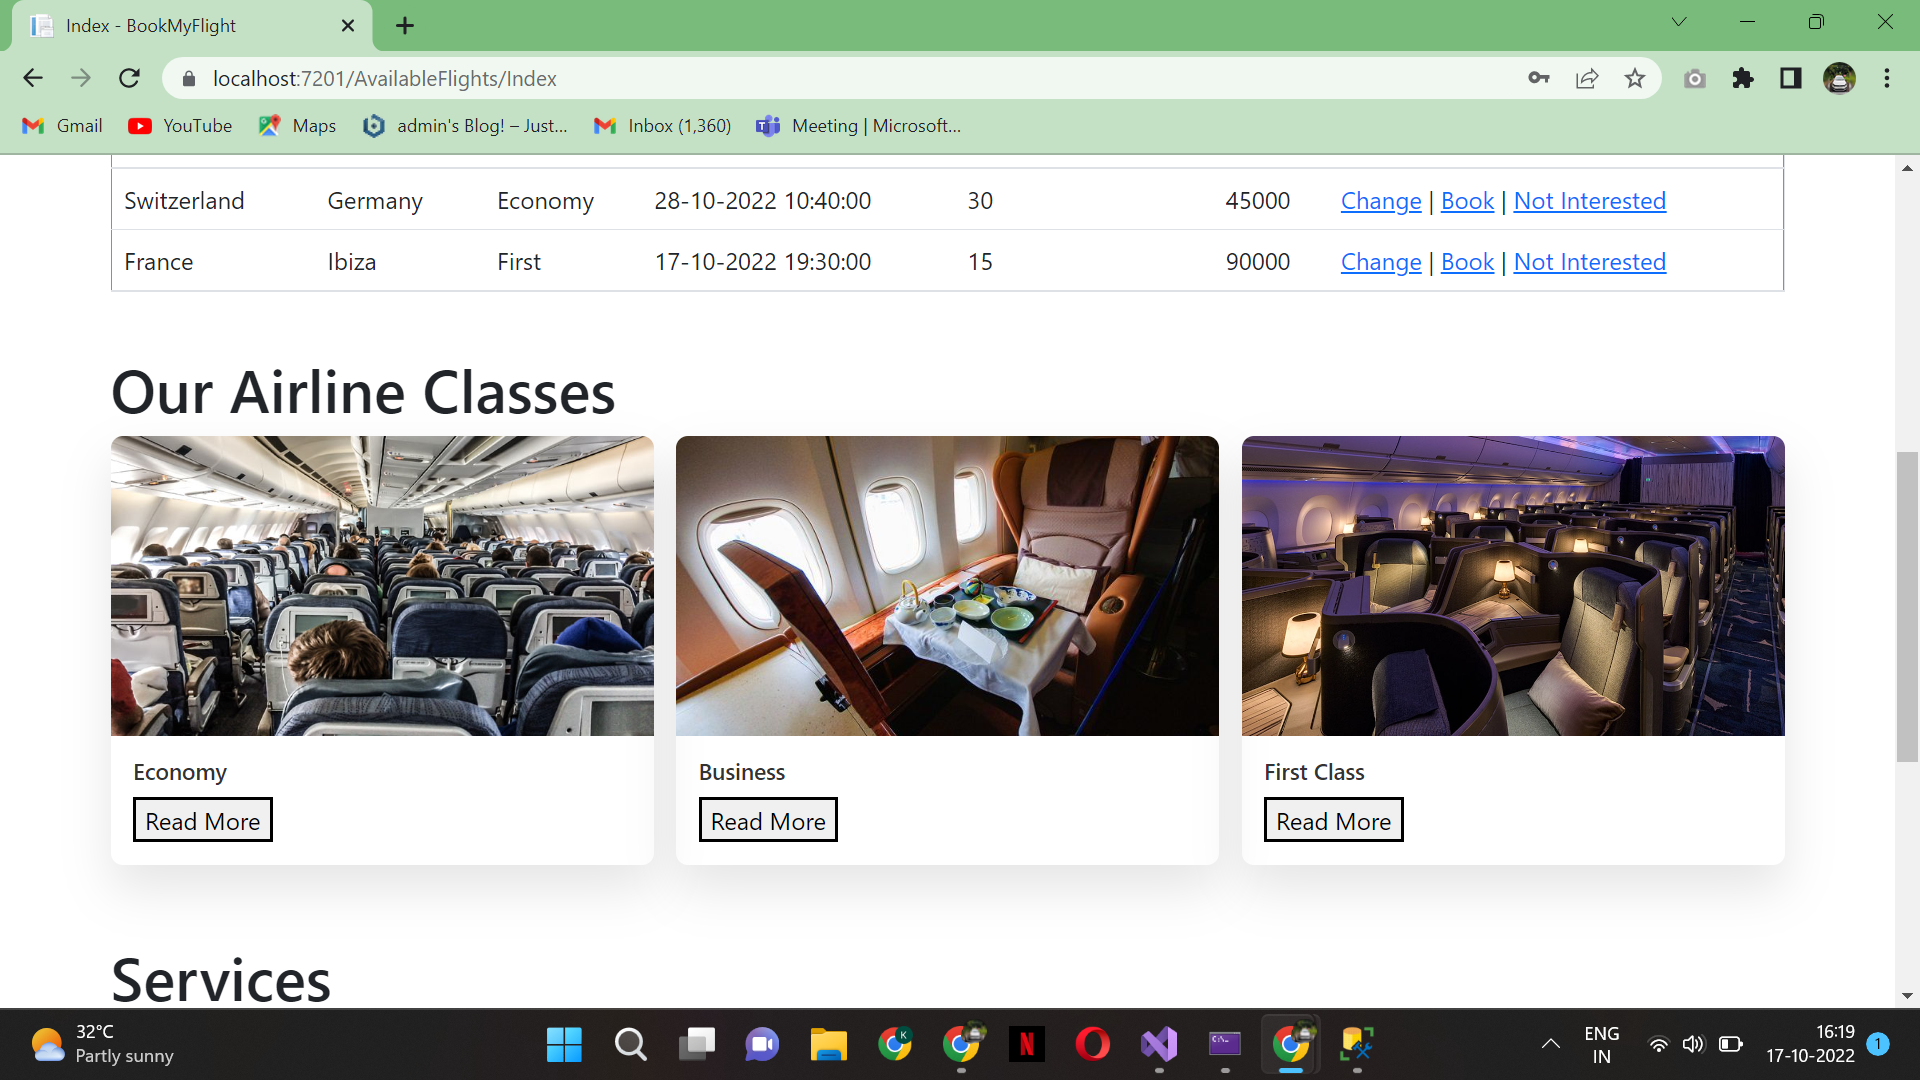 Index - BookMyFlight
localhost:7201/AvailableFlights/Index
Gmail YouTube Maps admin's Blog! – Just... Inbox (1,360) Meeting | Microsoft...
Switzerland Germany Economy 28-10-2022 10:40:00 30 45000 Change | Book | Not Interested
France Ibiza First 17-10-2022 19:30:00 15 90000 Change | Book | Not Interested
Our Airline Classes
Economy Business First Class
Read More Read More Read More
Services
32°C
Partly sunny
K
N
C:\_
ENG
IN
16:19
17-10-2022
1